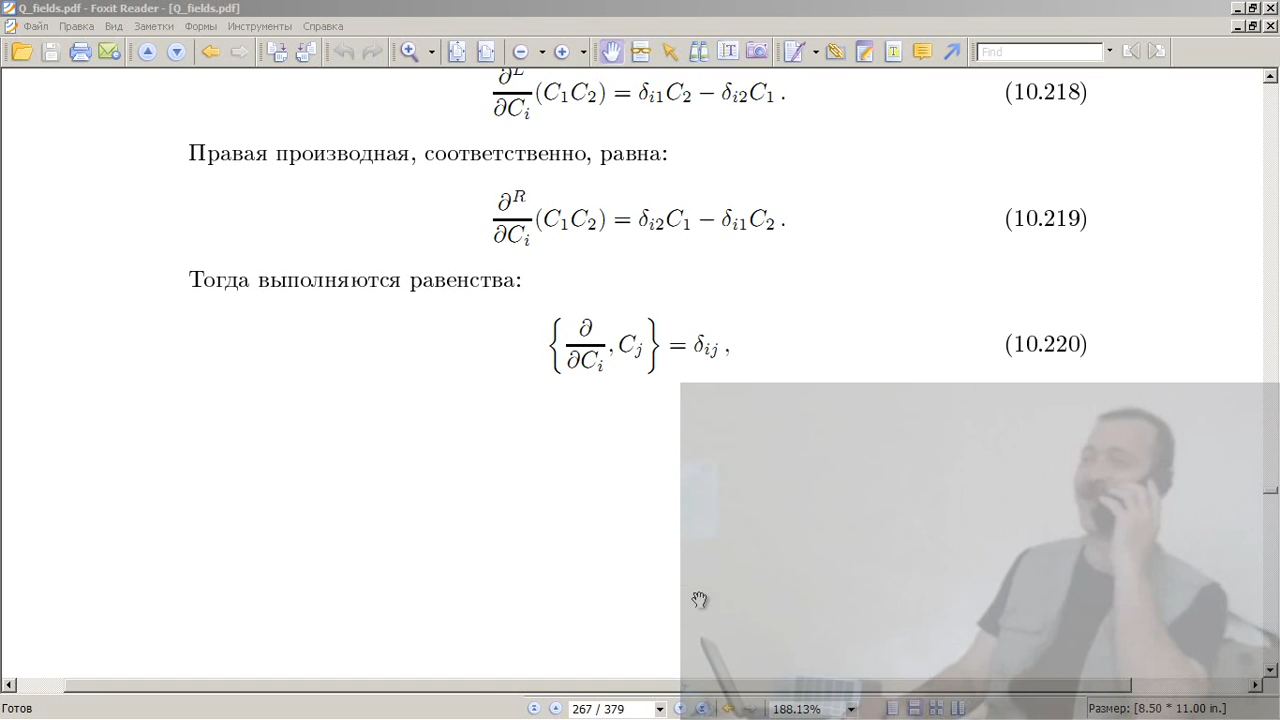 Q_fields.pdf - Foxit Reader - [Q_fields.pdf]
Файл Правка Вид Заметки Формы Инструменты Справка
Find
∂^L/∂C_i (C_1C_2) = δ_{i1}C_2 − δ_{i2}C_1 . (10.218)
Правая производная, соответственно, равна:
∂^R/∂C_i (C_1C_2) = δ_{i2}C_1 − δ_{i1}C_2 . (10.219)
Тогда выполняются равенства:
{∂/∂C_i , C_j} = δ_{ij} , (10.220)
Готов 267 / 379 188.13% Размер: [8.50 * 11.00 in.]